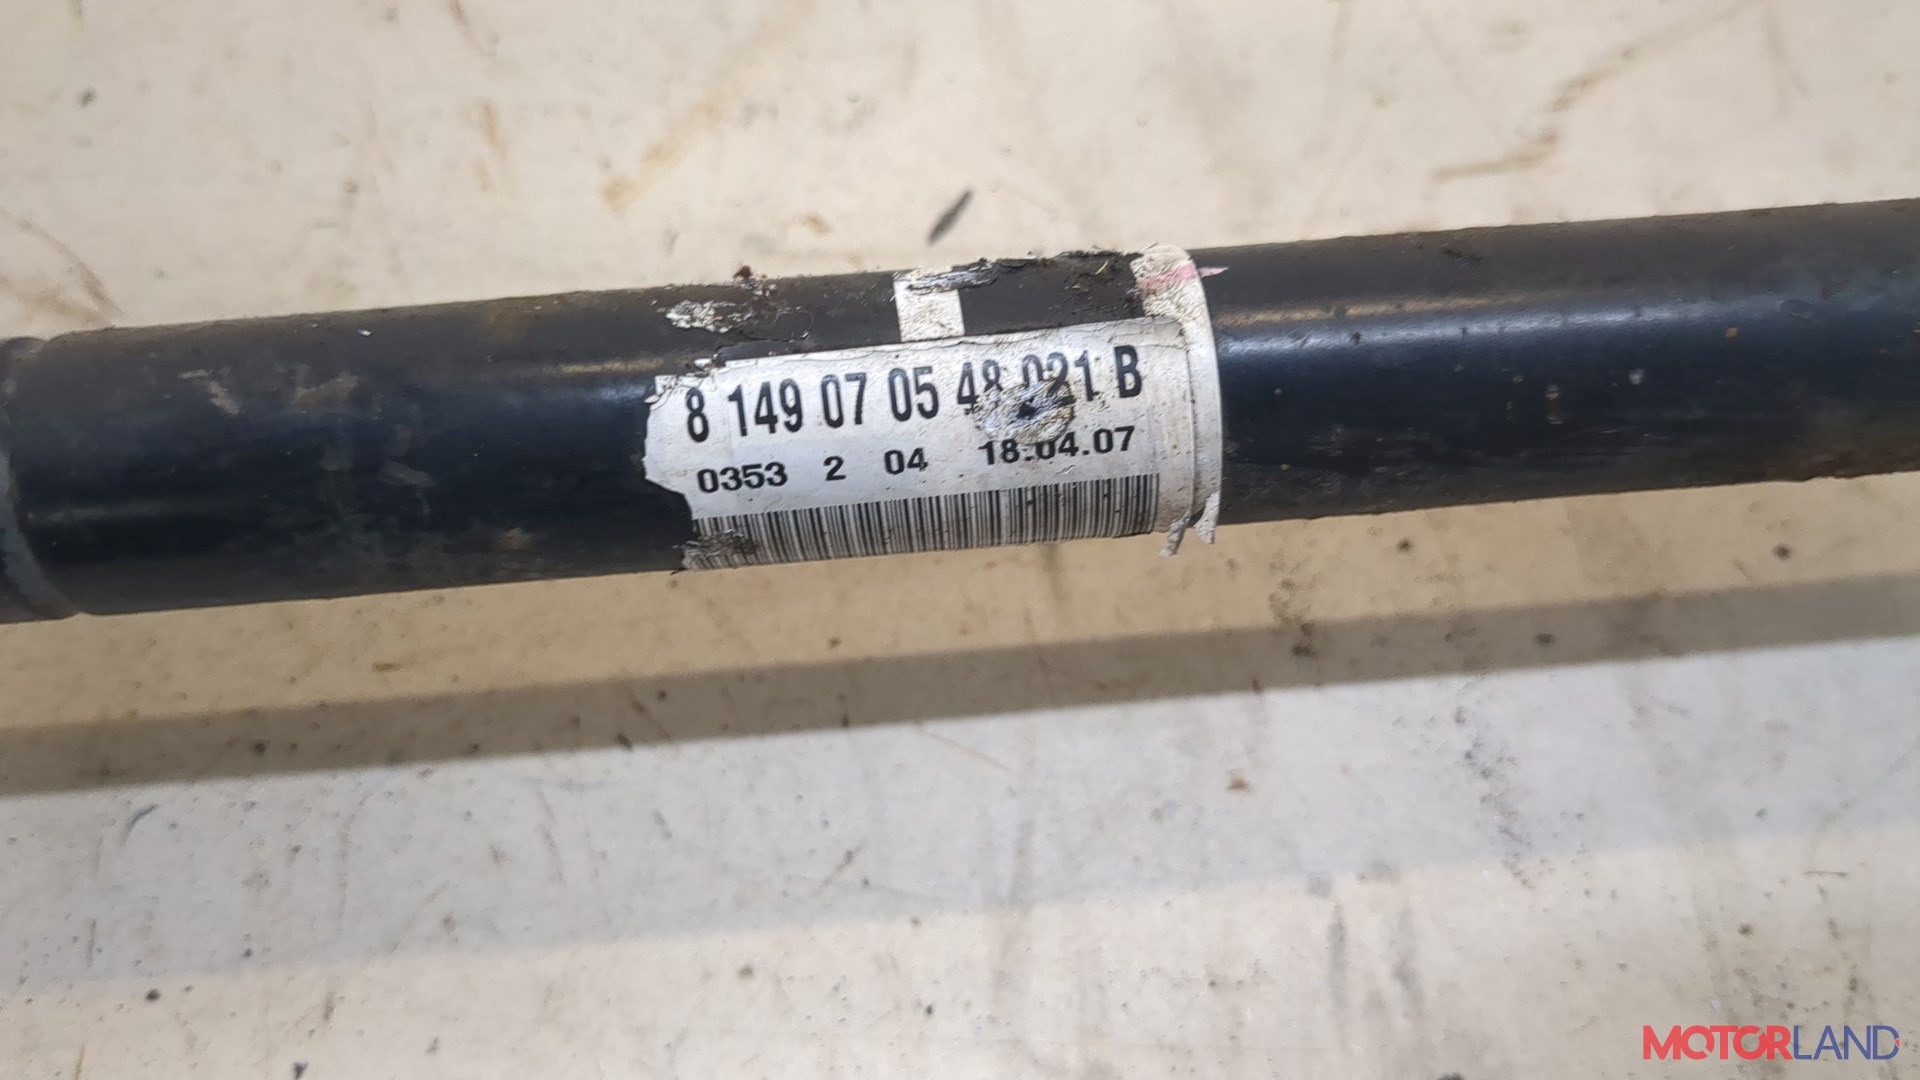 8 149 07 05 48 021 B
0353 2 04 18.04.07
MOTORLAND